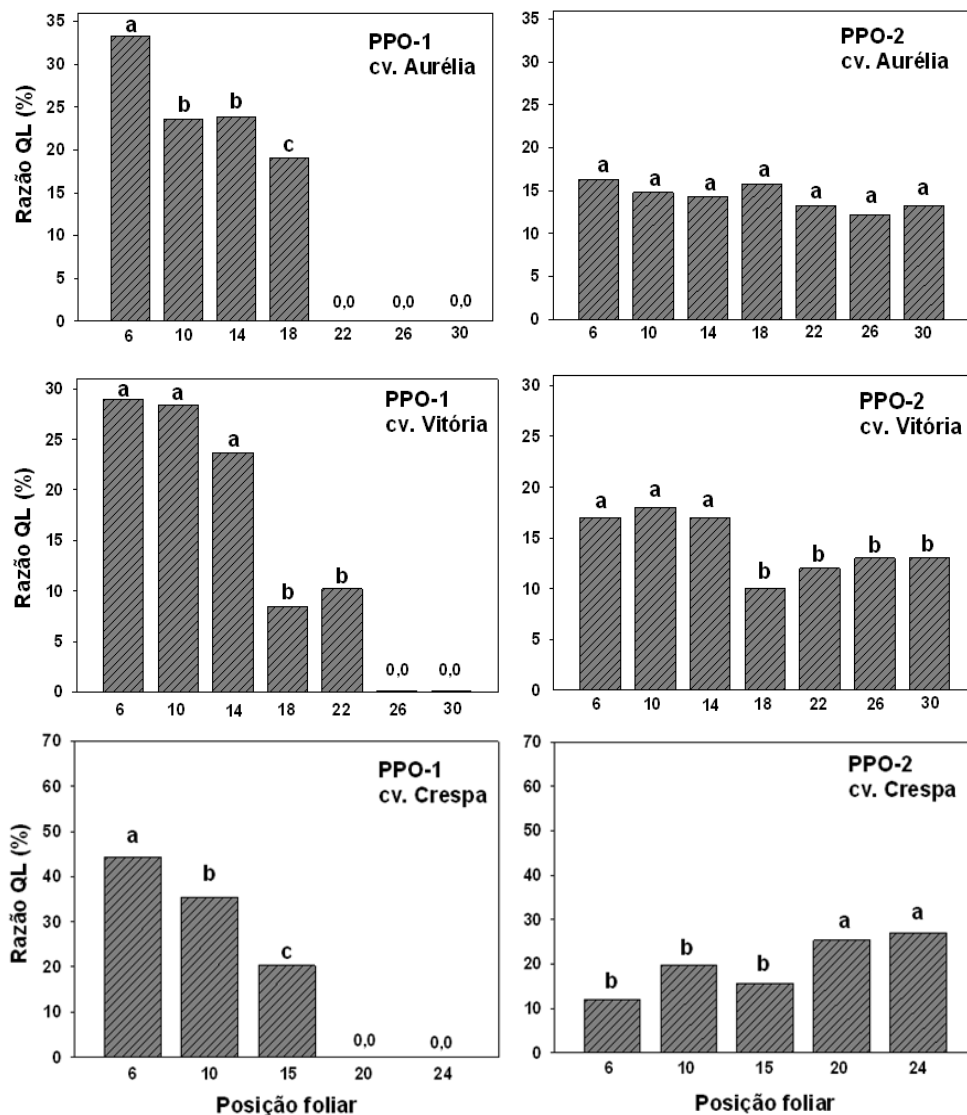 PPO-1
cv. Aurélia
Razão QL (%)
35
30
25
20
15
10
5
0
a
b
b
c
0,0
0,0
0,0
6 10 14 18 22 26 30
PPO-2
cv. Aurélia
35
30
25
20
15
10
5
0
a
a
a
a
a
a
a
6 10 14 18 22 26 30
PPO-1
cv. Vitória
Razão QL (%)
30
25
20
15
10
5
0
a
a
a
b
b
0,0
0,0
6 10 14 18 22 26 30
PPO-2
cv. Vitória
30
25
20
15
10
5
0
a
a
a
b
b
b
b
6 10 14 18 22 26 30
PPO-1
cv. Crespa
Razão QL (%)
70
60
50
40
30
20
10
0
a
b
c
0,0
0,0
6 10 15 20 24
Posição foliar
PPO-2
cv. Crespa
70
60
50
40
30
20
10
0
b
b
b
a
a
6 10 15 20 24
Posição foliar